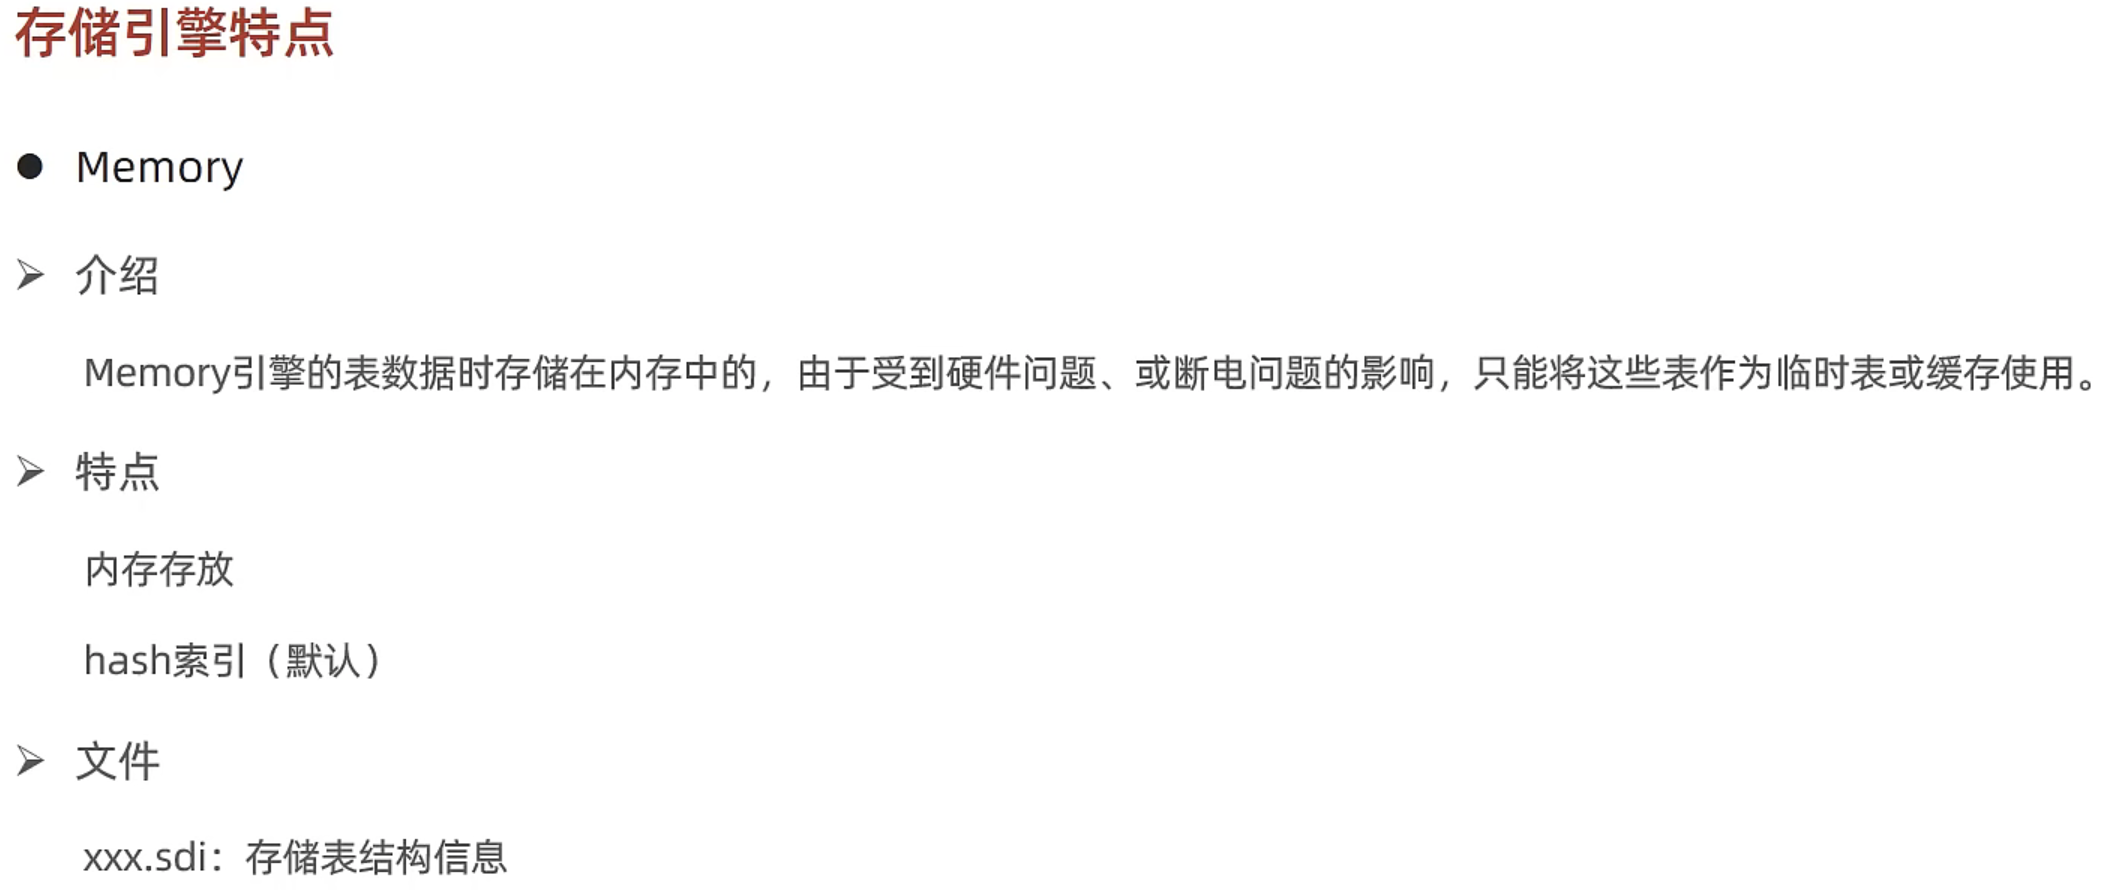 存储引擎特点
● Memory
➢ 介绍
Memory引擎的表数据时存储在内存中的，由于受到硬件问题、或断电问题的影响，只能将这些表作为临时表或缓存使用。
➢ 特点
内存存放
hash索引（默认）
➢ 文件
xxx.sdi：存储表结构信息